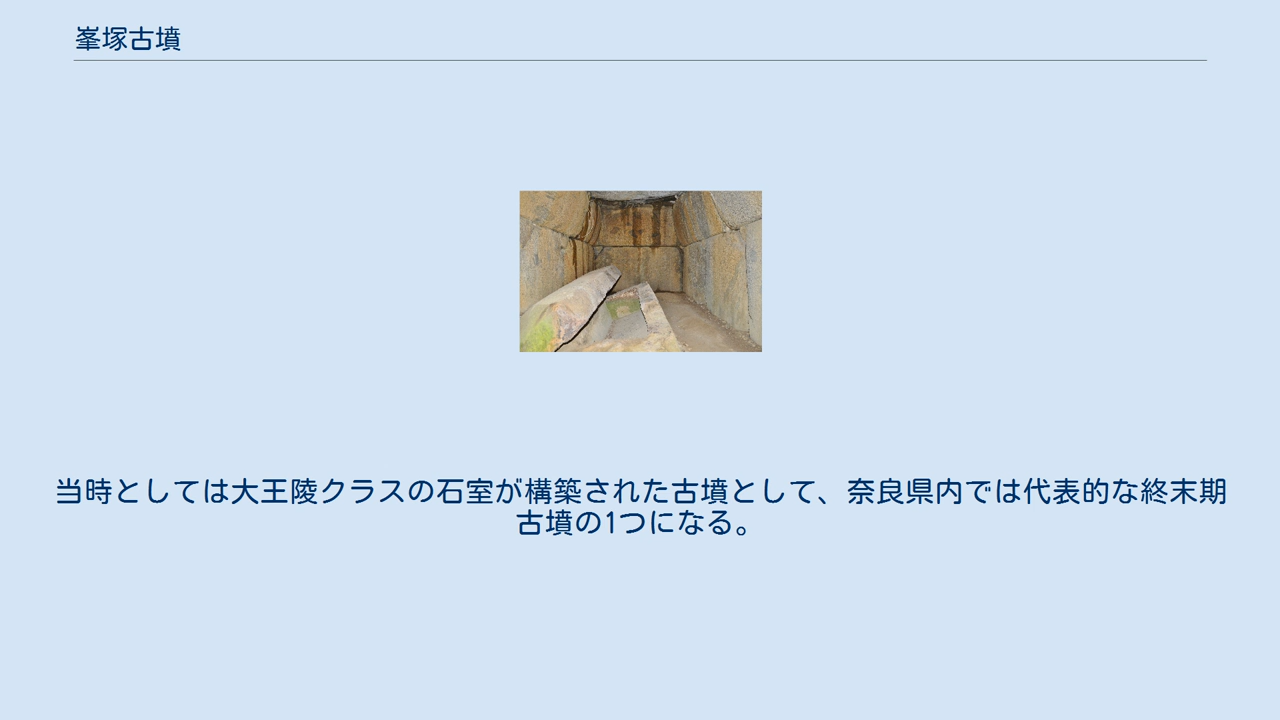 峯塚古墳
当時としては大王陵クラスの石室が構築された古墳として、奈良県内では代表的な終末期
古墳の1つになる。